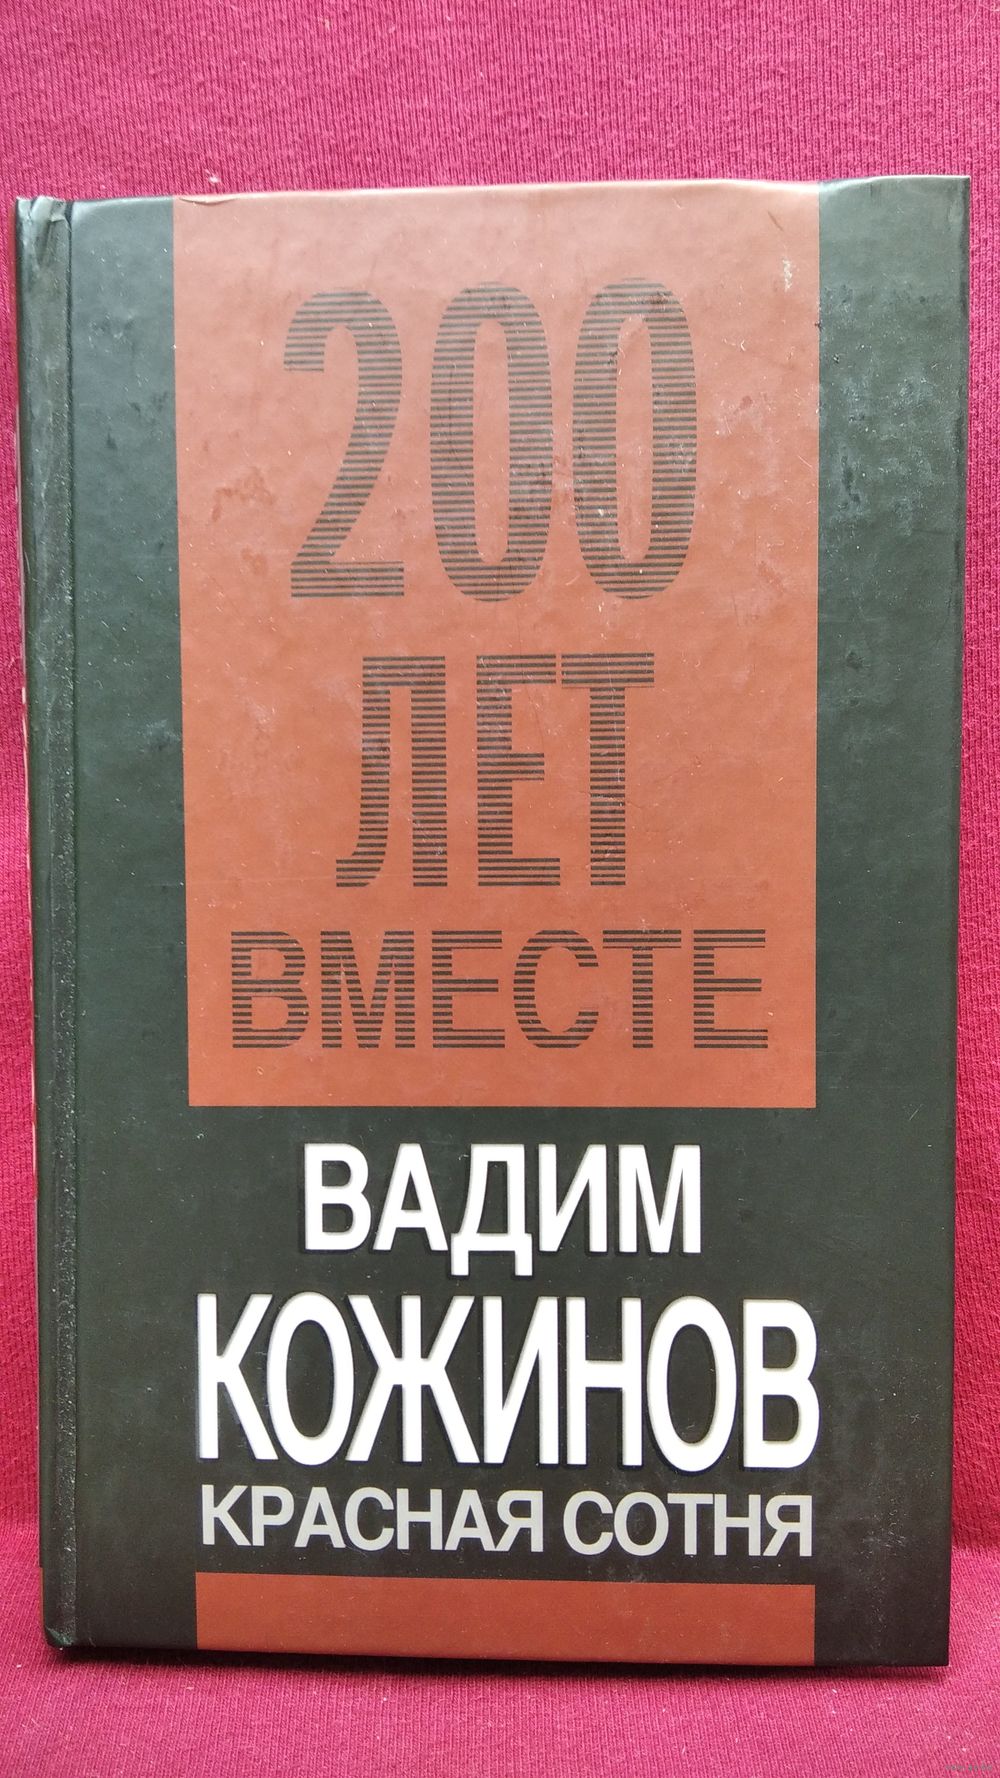 200
ЛЕТ
ВМЕСТЕ
ВАДИМ
КОЖИНОВ
КРАСНАЯ СОТНЯ